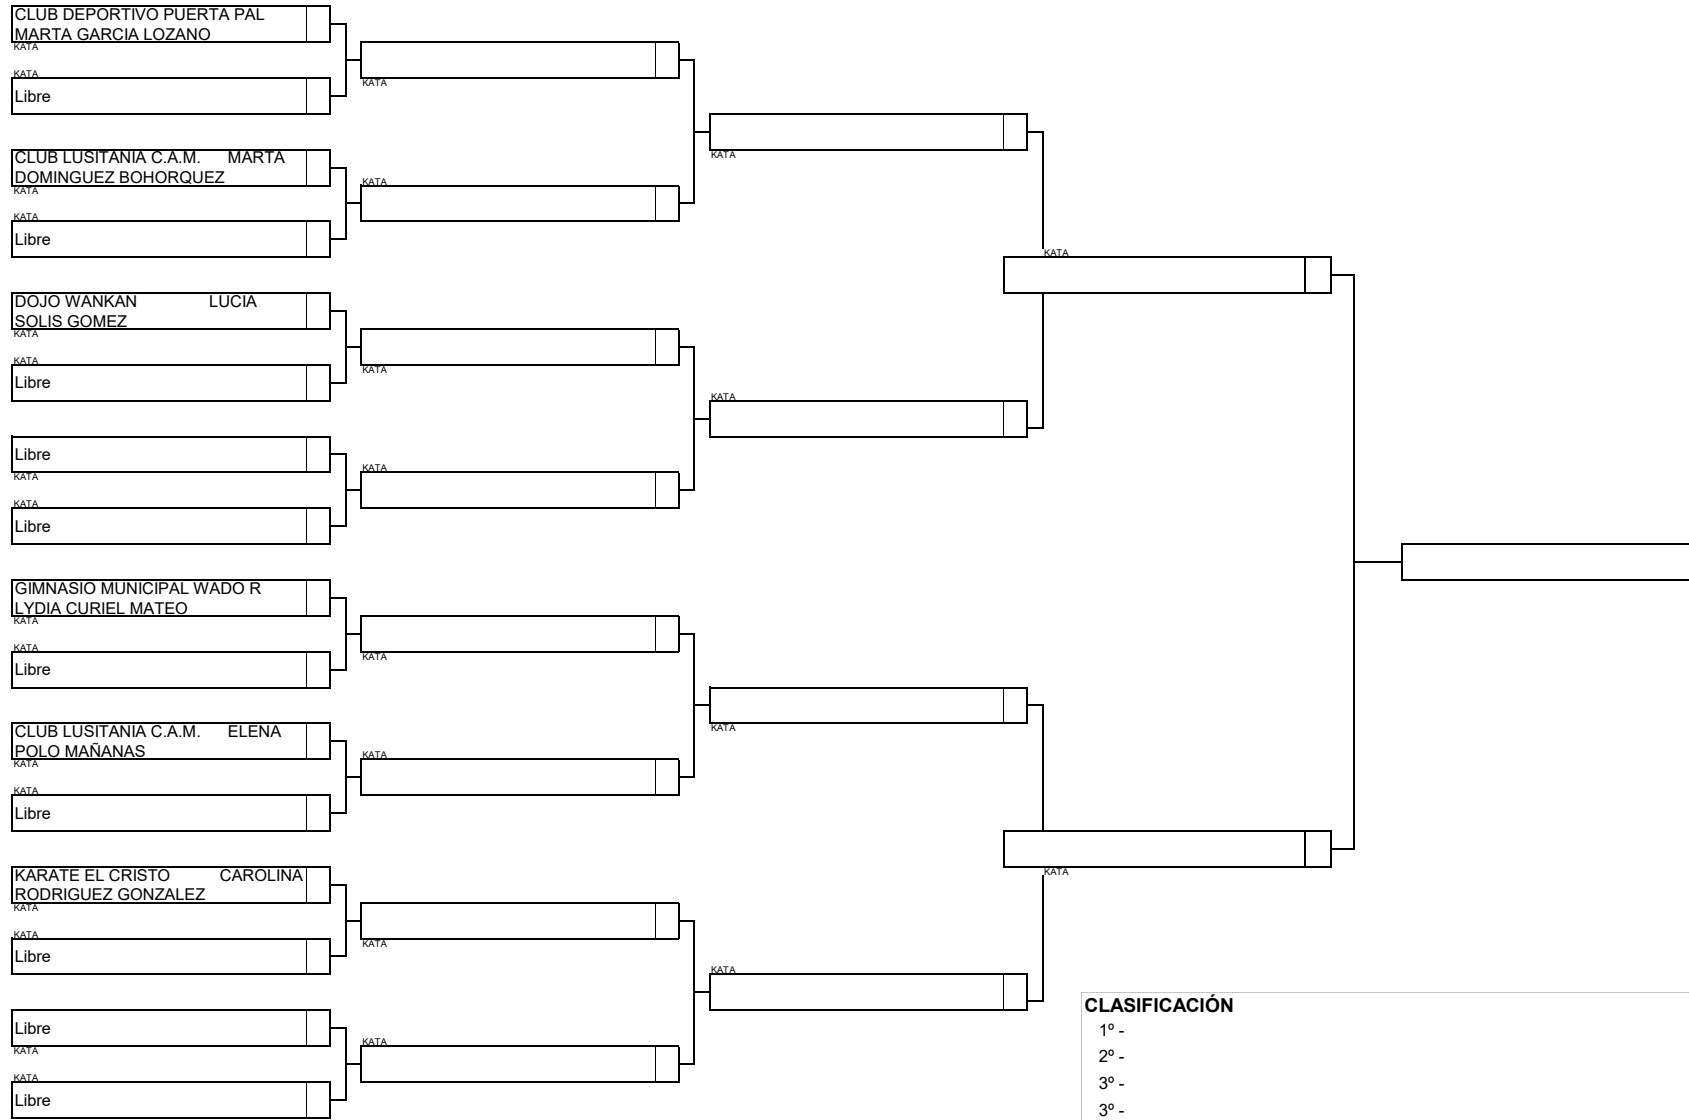 CLUB DEPORTIVO PUERTA PAL
MARTA GARCIA LOZANO
KATA
KATA
Libre
CLUB LUSITANIA C.A.M. MARTA
DOMINGUEZ BOHORQUEZ
KATA
KATA
Libre
DOJO WANKAN LUCIA
SOLIS GOMEZ
KATA
KATA
Libre
Libre
KATA
KATA
Libre
GIMNASIO MUNICIPAL WADO R
LYDIA CURIEL MATEO
KATA
KATA
Libre
CLUB LUSITANIA C.A.M. ELENA
POLO MAÑANAS
KATA
KATA
Libre
KARATE EL CRISTO CAROLINA
RODRIGUEZ GONZALEZ
KATA
KATA
Libre
Libre
KATA
KATA
Libre
KATA
KATA
KATA
KATA
KATA
KATA
KATA
KATA
KATA
KATA
KATA
KATA
KATA
KATA
CLASIFICACIÓN
1º -
2º -
3º -
3º -